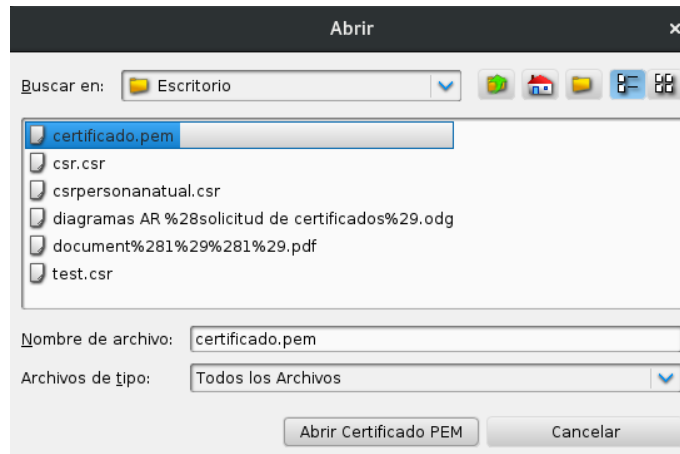 Abrir
Buscar en: Escritorio
certificado.pem
csr.csr
csrpersonanatual.csr
diagramas AR %28solicitud de certificados%29.odg
document%281%29%281%29.pdf
test.csr
Nombre de archivo: certificado.pem
Archivos de tipo: Todos los Archivos
Abrir Certificado PEM Cancelar